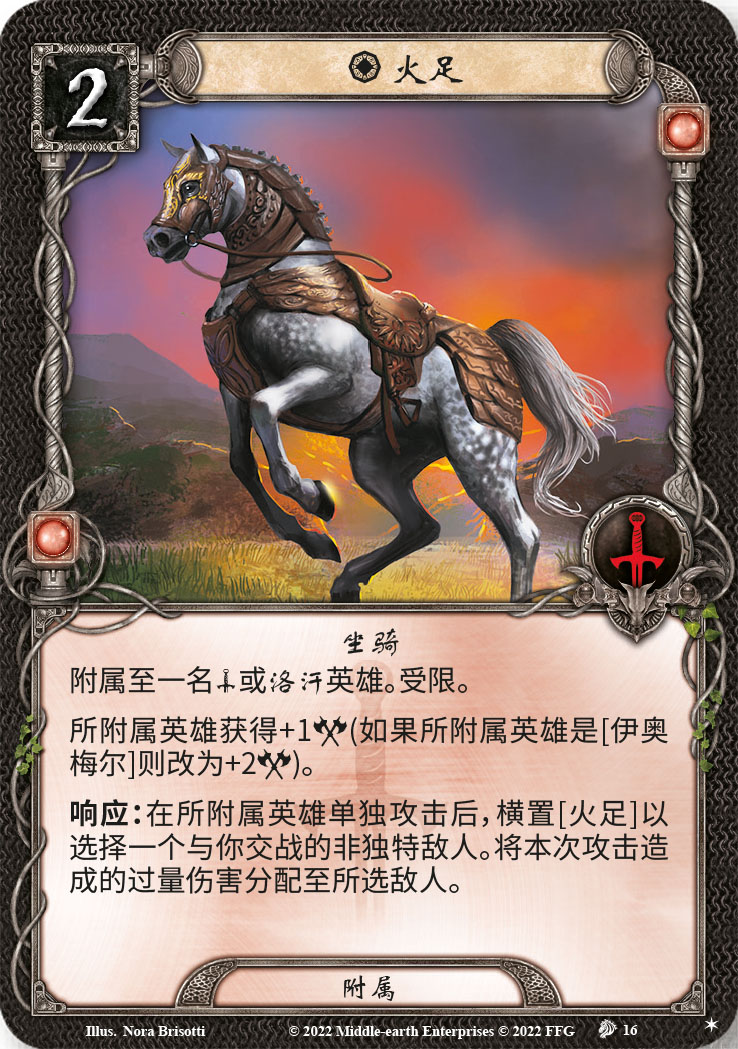 2
火足
坐骑
附属至一名或洛汗英雄。受限。
所附属英雄获得+1(如果所附属英雄是[伊奥
梅尔]则改为+2)。
响应：在所附属英雄单独攻击后，横置[火足]以
选择一个与你交战的非独特敌人。将本次攻击造
成的过量伤害分配至所选敌人。
附属
Illus. Nora Brisotti © 2022 Middle-earth Enterprises © 2022 FFG 16